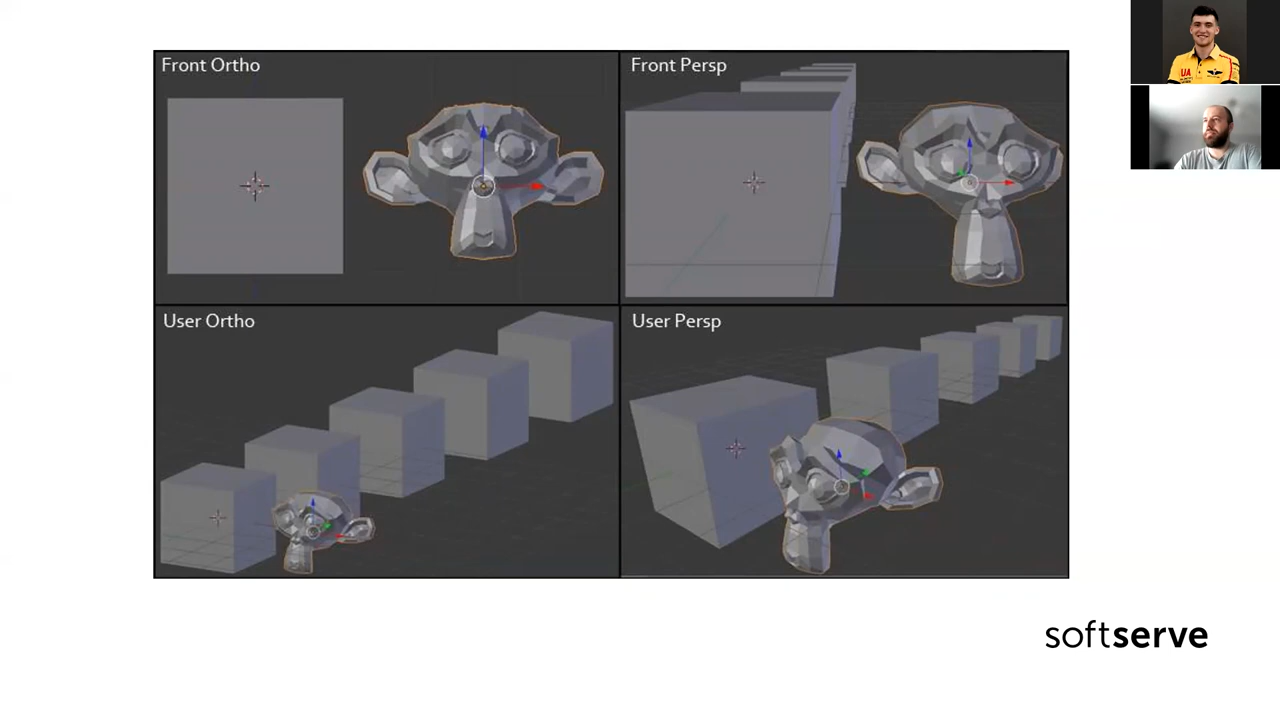 Front Ortho
Front Persp
User Ortho
User Persp
UA
softserve